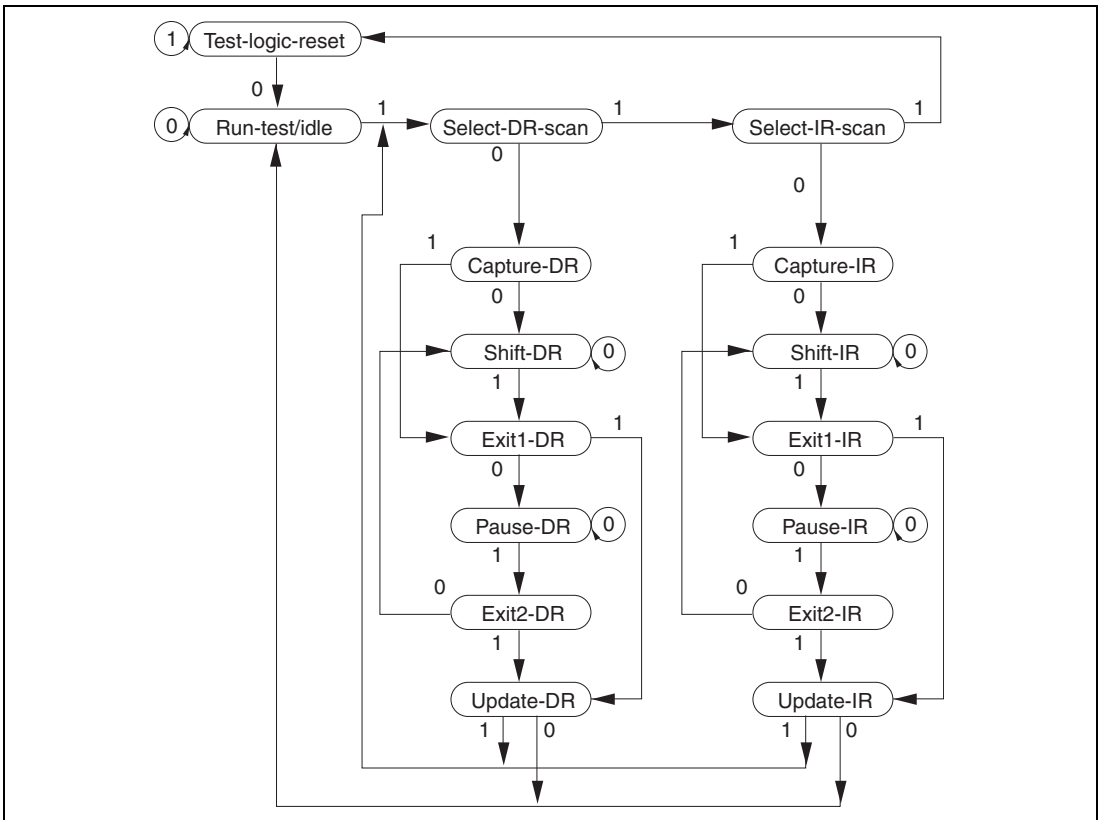 1 Test-logic-reset
0
0 Run-test/idle 1 Select-DR-scan 1 Select-IR-scan 1
0 0
1 Capture-DR 1 Capture-IR
0 0
Shift-DR 0 Shift-IR 0
1 1
Exit1-DR 1 Exit1-IR 1
0 0
Pause-DR 0 Pause-IR 0
1 1
0 Exit2-DR 0 Exit2-IR
1 1
Update-DR Update-IR
1 0 1 0